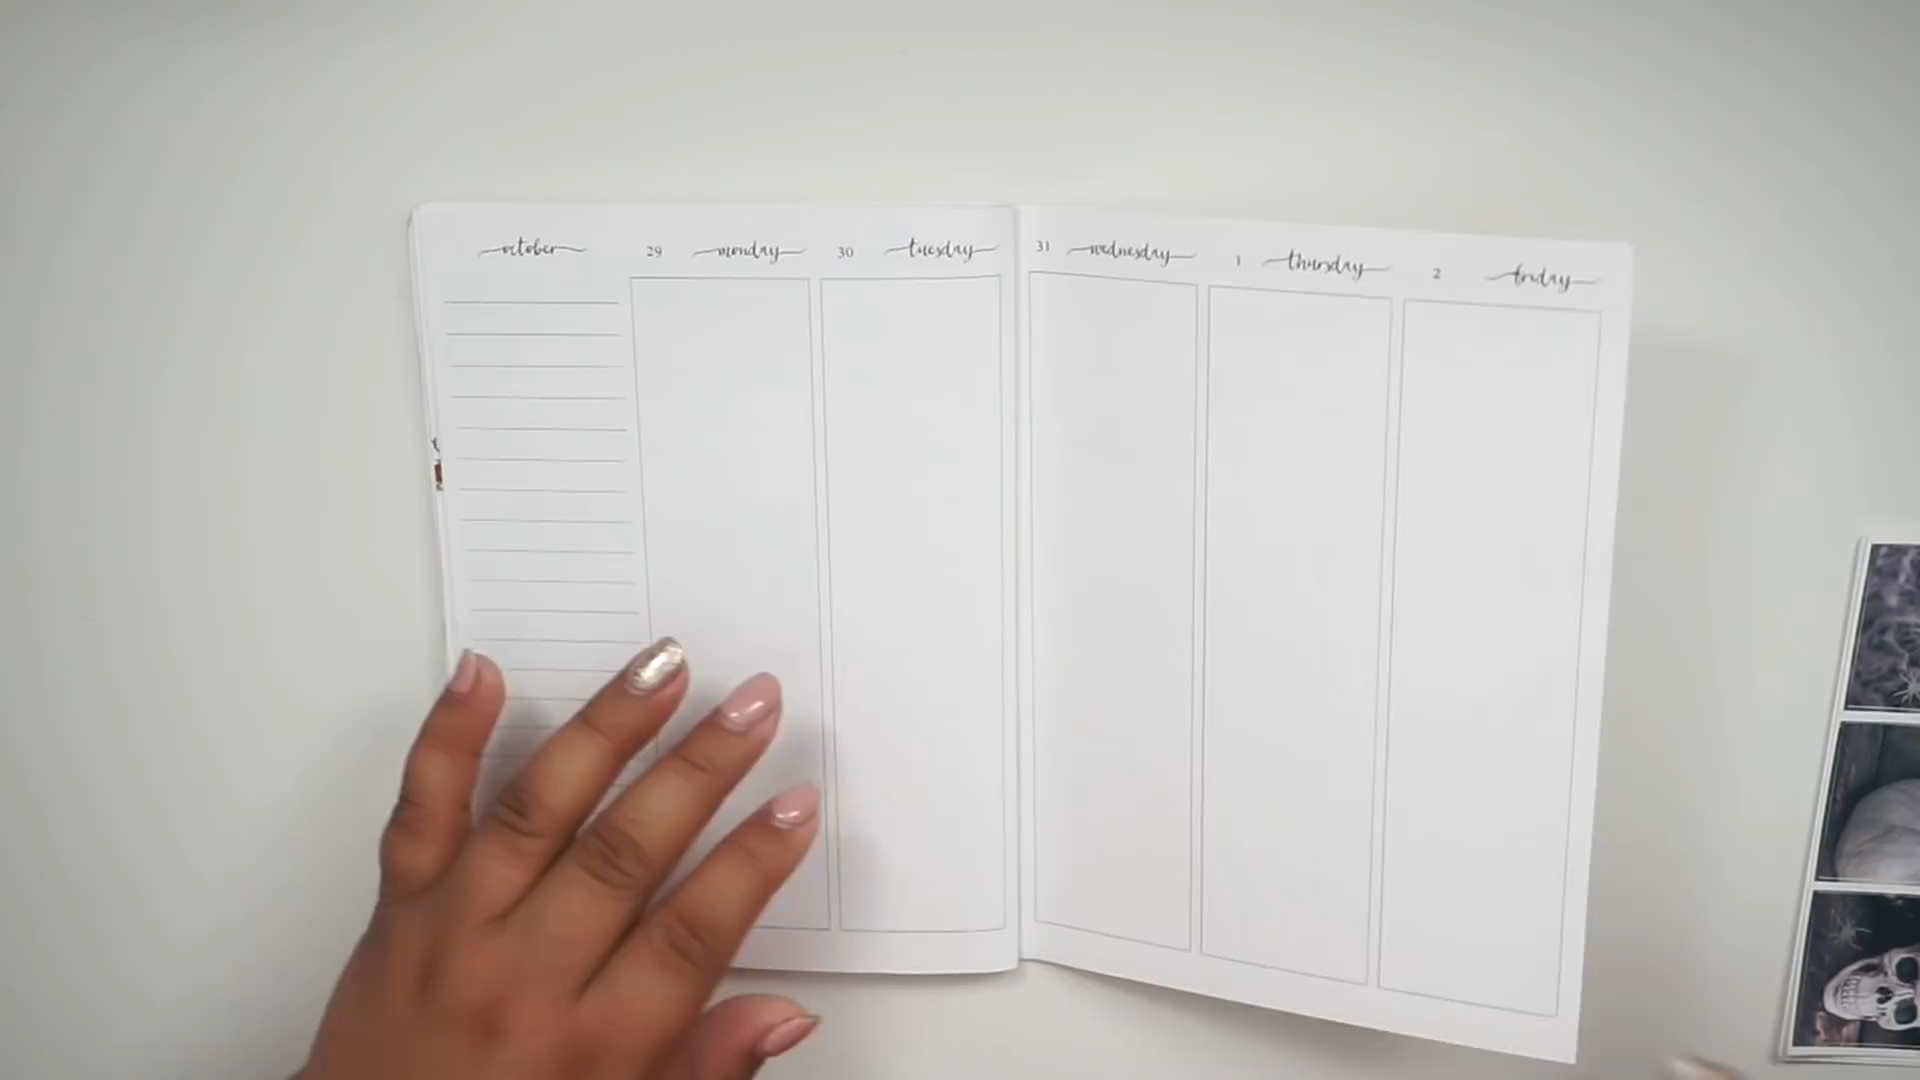 october
29 monday
30 tuesday
31 wednesday
1 thursday
2 friday